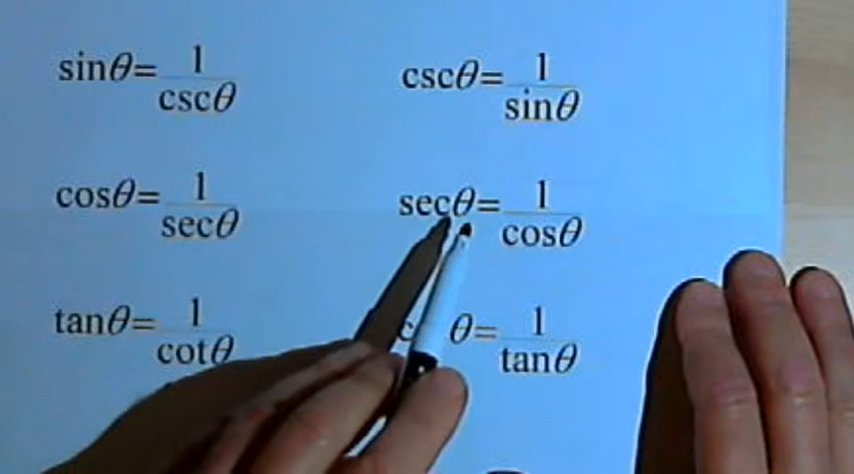 sinθ= 1/cscθ
cscθ= 1/sinθ
cosθ= 1/secθ
secθ= 1/cosθ
tanθ= 1/cotθ
θ= 1/tanθ